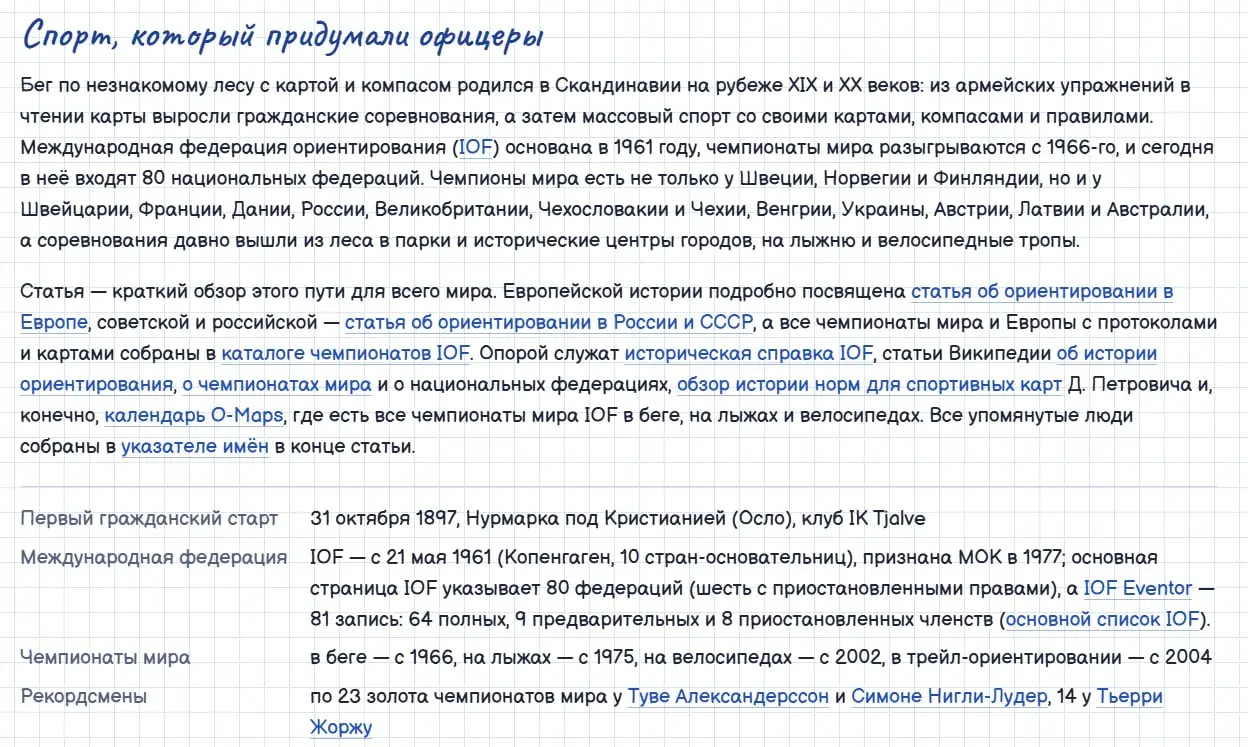 Спорт, который придумали офицеры
Бег по незнакомому лесу с картой и компасом родился в Скандинавии на рубеже XIX и XX веков: из армейских упражнений в
чтении карты выросли гражданские соревнования, а затем массовый спорт со своими картами, компасами и правилами.
Международная федерация ориентирования (IOF) основана в 1961 году, чемпионаты мира разыгрываются с 1966-го, и сегодня
в неё входят 80 национальных федераций. Чемпионы мира есть не только у Швеции, Норвегии и Финляндии, но и у
Швейцарии, Франции, Дании, России, Великобритании, Чехословакии и Чехии, Венгрии, Украины, Австрии, Латвии и Австралии,
а соревнования давно вышли из леса в парки и исторические центры городов, на лыжню и велосипедные тропы.
Статья — краткий обзор этого пути для всего мира. Европейской истории подробно посвящена статья об ориентировании в
Европе, советской и российской — статья об ориентировании в России и СССР, а все чемпионаты мира и Европы с протоколами
и картами собраны в каталоге чемпионатов IOF. Опорой служат историческая справка IOF, статьи Википедии об истории
ориентирования, о чемпионатах мира и о национальных федерациях, обзор истории норм для спортивных карт Д. Петровича и,
конечно, календарь O-Maps, где есть все чемпионаты мира IOF в беге, на лыжах и велосипедах. Все упомянутые люди
собраны в указателе имён в конце статьи.
Первый гражданский старт 31 октября 1897, Нурмарка под Кристианией (Осло), клуб IK Tjalve
Международная федерация IOF — с 21 мая 1961 (Копенгаген, 10 стран-основательниц), признана МОК в 1977; основная
страница IOF указывает 80 федераций (шесть с приостановленными правами), а IOF Eventor —
81 запись: 64 полных, 9 предварительных и 8 приостановленных членств (основной список IOF).
Чемпионаты мира в беге — с 1966, на лыжах — с 1975, на велосипедах — с 2002, в трейл-ориентировании — с 2004
Рекордсмены по 23 золота чемпионатов мира у Туве Александерссон и Симоне Нигли-Лудер, 14 у Тьерри
Жоржу